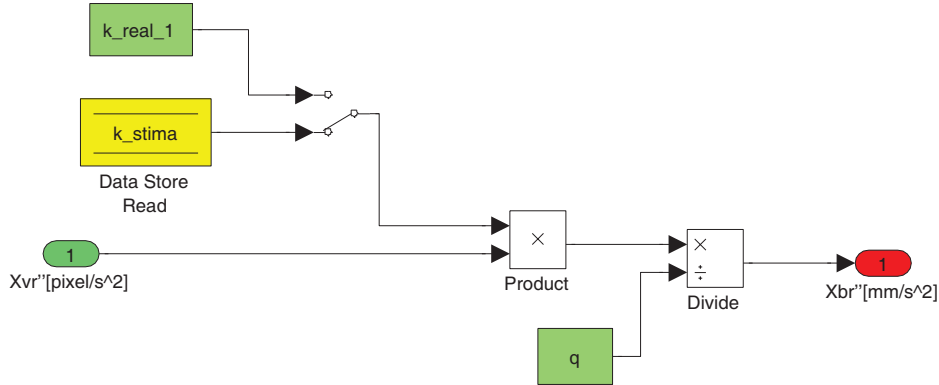 k_real_1
k_stima
Data Store
Read
1
Xvr''[pixel/s^2]
×
Product
×
÷
Divide
1
Xbr''[mm/s^2]
q